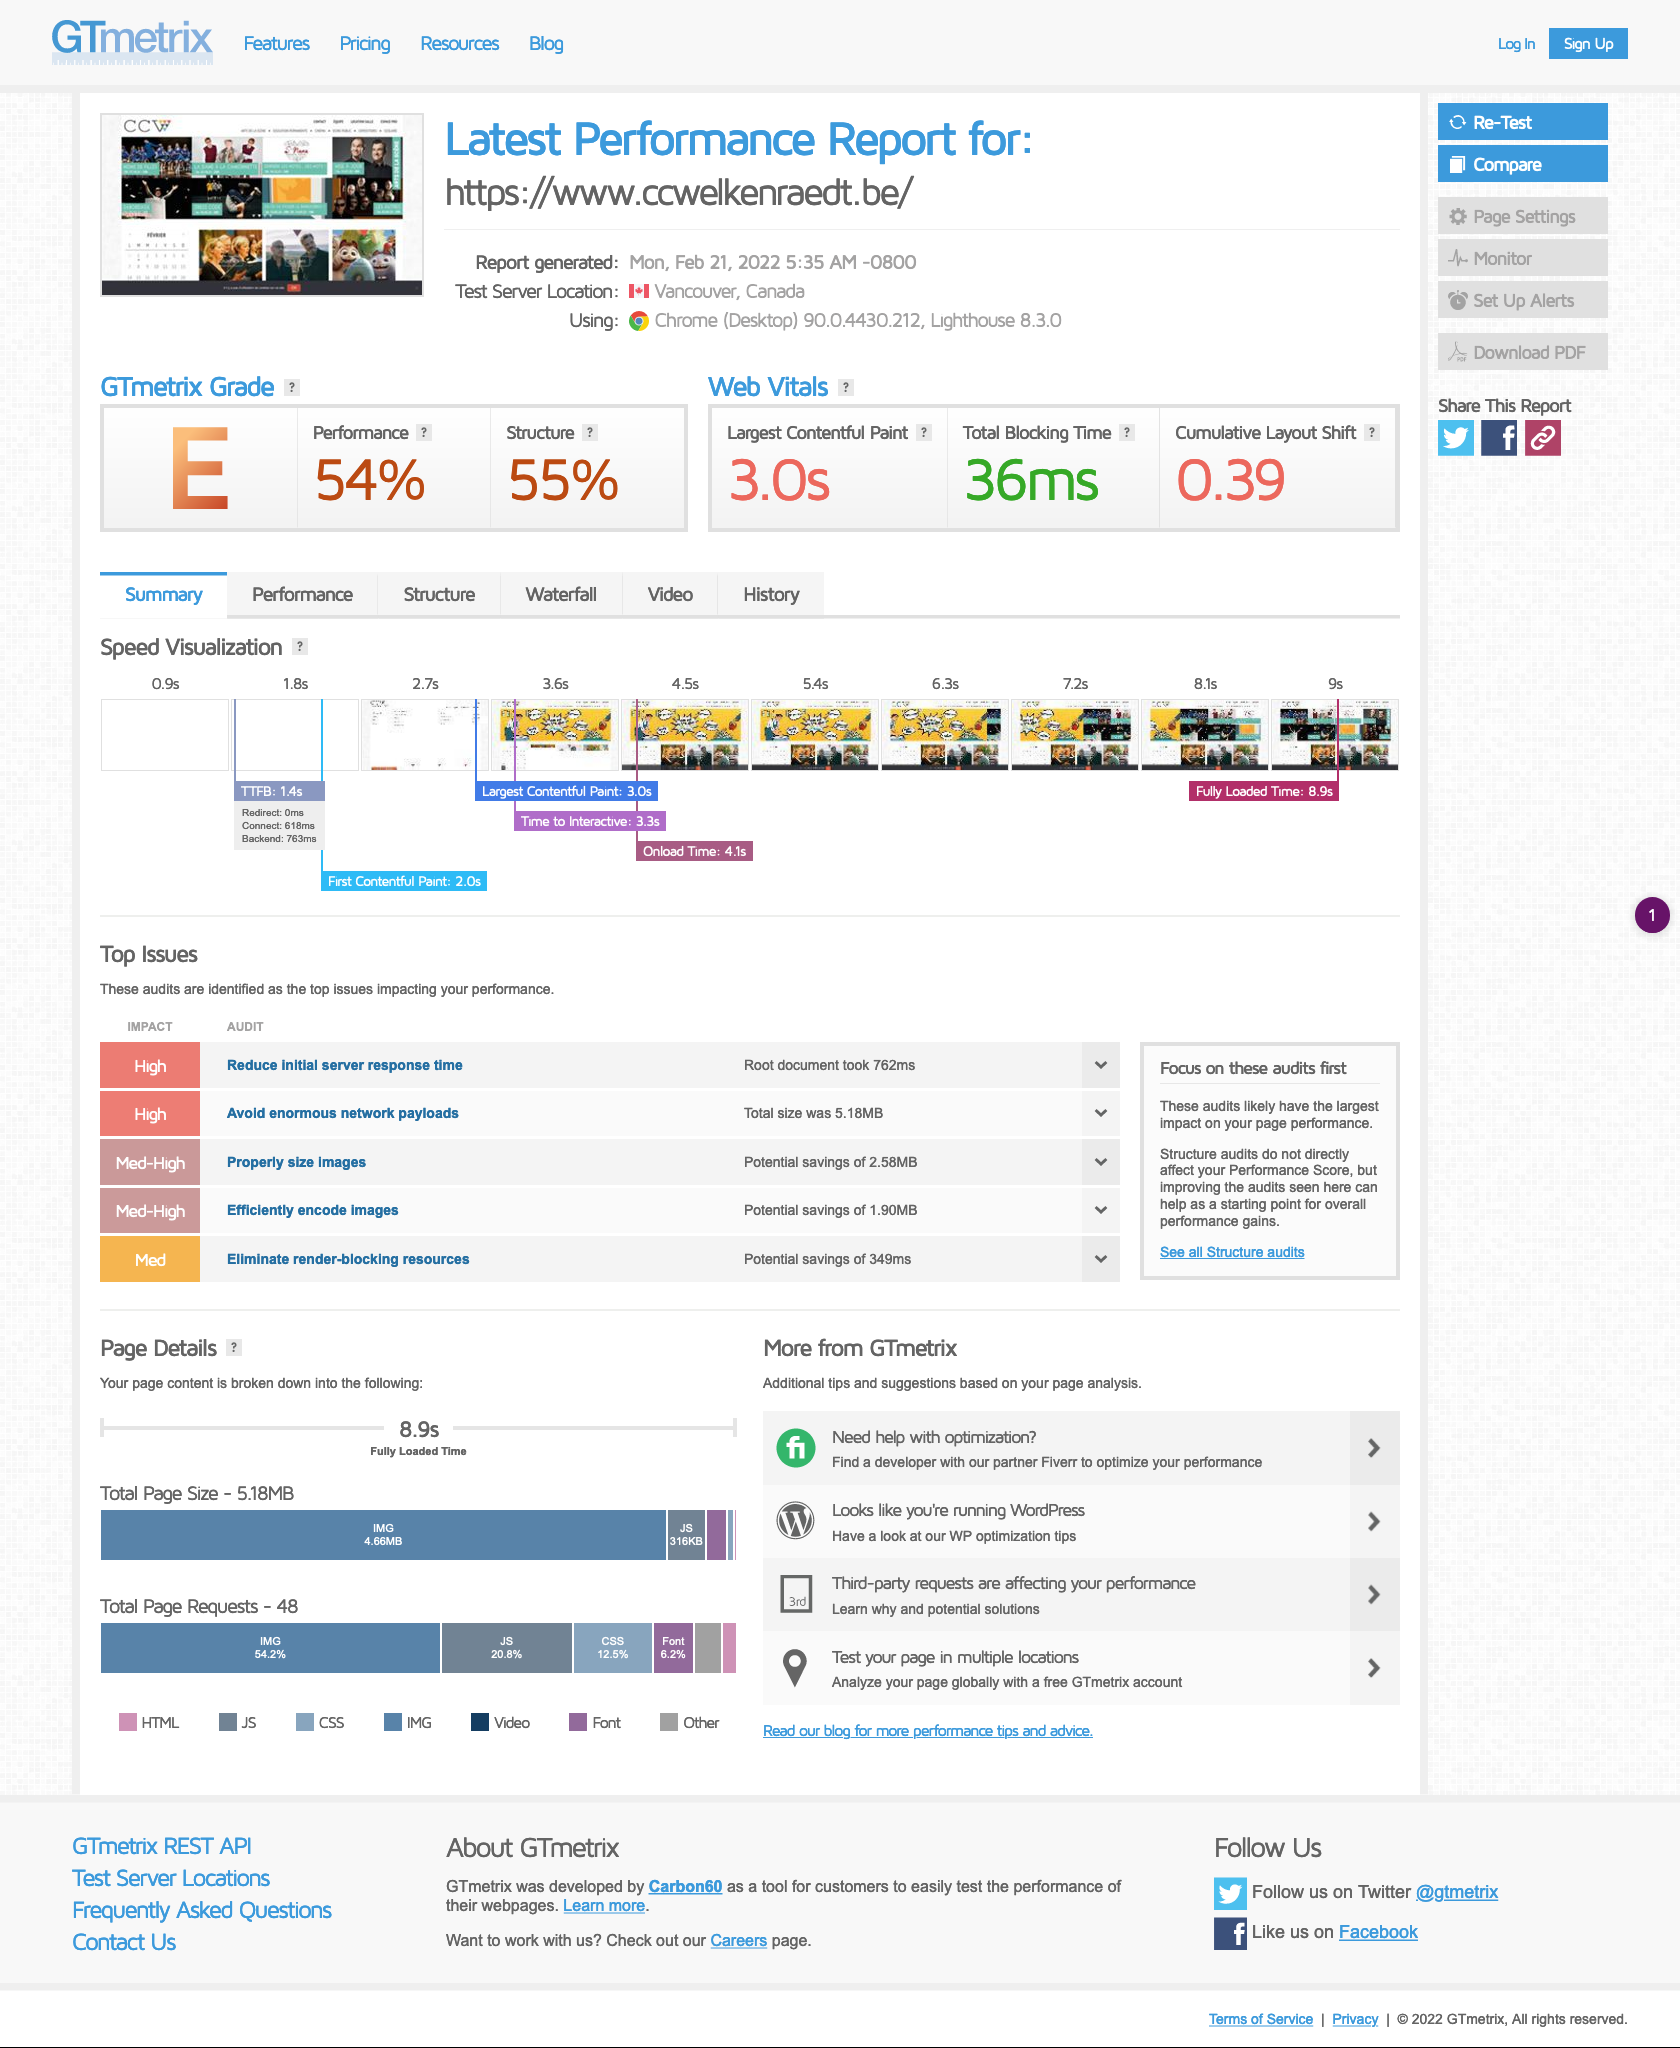 GTmetrix
Features
Pricing
Resources
Blog
Log In
Sign Up
CCW
FÉVRIER
OK
Latest Performance Report for:
https://www.ccwelkenraedt.be/
Report generated: Mon, Feb 21, 2022 5:35 AM -0800
Test Server Location: Vancouver, Canada
Using: Chrome (Desktop) 90.0.4430.212, Lighthouse 8.3.0
Re-Test
Compare
Page Settings
Monitor
Set Up Alerts
Download PDF
Share This Report
GTmetrix Grade ?
E
Performance ?
54%
Structure ?
55%
Web Vitals ?
Largest Contentful Paint ?
3.0s
Total Blocking Time ?
36ms
Cumulative Layout Shift ?
0.39
Summary
Performance
Structure
Waterfall
Video
History
Speed Visualization ?
0.9s
1.8s
2.7s
3.6s
4.5s
5.4s
6.3s
7.2s
8.1s
9s
TTFB: 1.4s
Redirect: 0ms
Connect: 618ms
Backend: 763ms
Largest Contentful Paint: 3.0s
Fully Loaded Time: 8.9s
Time to Interactive: 3.3s
Onload Time: 4.1s
First Contentful Paint: 2.0s
1
Top Issues
These audits are identified as the top issues impacting your performance.
IMPACT AUDIT
High Reduce initial server response time Root document took 762ms
High Avoid enormous network payloads Total size was 5.18MB
Med-High Properly size images Potential savings of 2.58MB
Med-High Efficiently encode images Potential savings of 1.90MB
Med Eliminate render-blocking resources Potential savings of 349ms
Focus on these audits first
These audits likely have the largest
impact on your page performance.
Structure audits do not directly
affect your Performance Score, but
improving the audits seen here can
help as a starting point for overall
performance gains.
See all Structure audits
Page Details ?
Your page content is broken down into the following:
8.9s
Fully Loaded Time
Total Page Size - 5.18MB
IMG
4.66MB
JS
316KB
Total Page Requests - 48
IMG
54.2%
JS
20.8%
CSS
12.5%
Font
6.2%
HTML
JS
CSS
IMG
Video
Font
Other
More from GTmetrix
Additional tips and suggestions based on your page analysis.
fi
Need help with optimization?
Find a developer with our partner Fiverr to optimize your performance
Looks like you're running WordPress
Have a look at our WP optimization tips
3rd
Third-party requests are affecting your performance
Learn why and potential solutions
Test your page in multiple locations
Analyze your page globally with a free GTmetrix account
Read our blog for more performance tips and advice.
GTmetrix REST API
Test Server Locations
Frequently Asked Questions
Contact Us
About GTmetrix
GTmetrix was developed by Carbon60 as a tool for customers to easily test the performance of
their webpages. Learn more.
Want to work with us? Check out our Careers page.
Follow Us
Follow us on Twitter @gtmetrix
Like us on Facebook
Terms of Service | Privacy | © 2022 GTmetrix, All rights reserved.